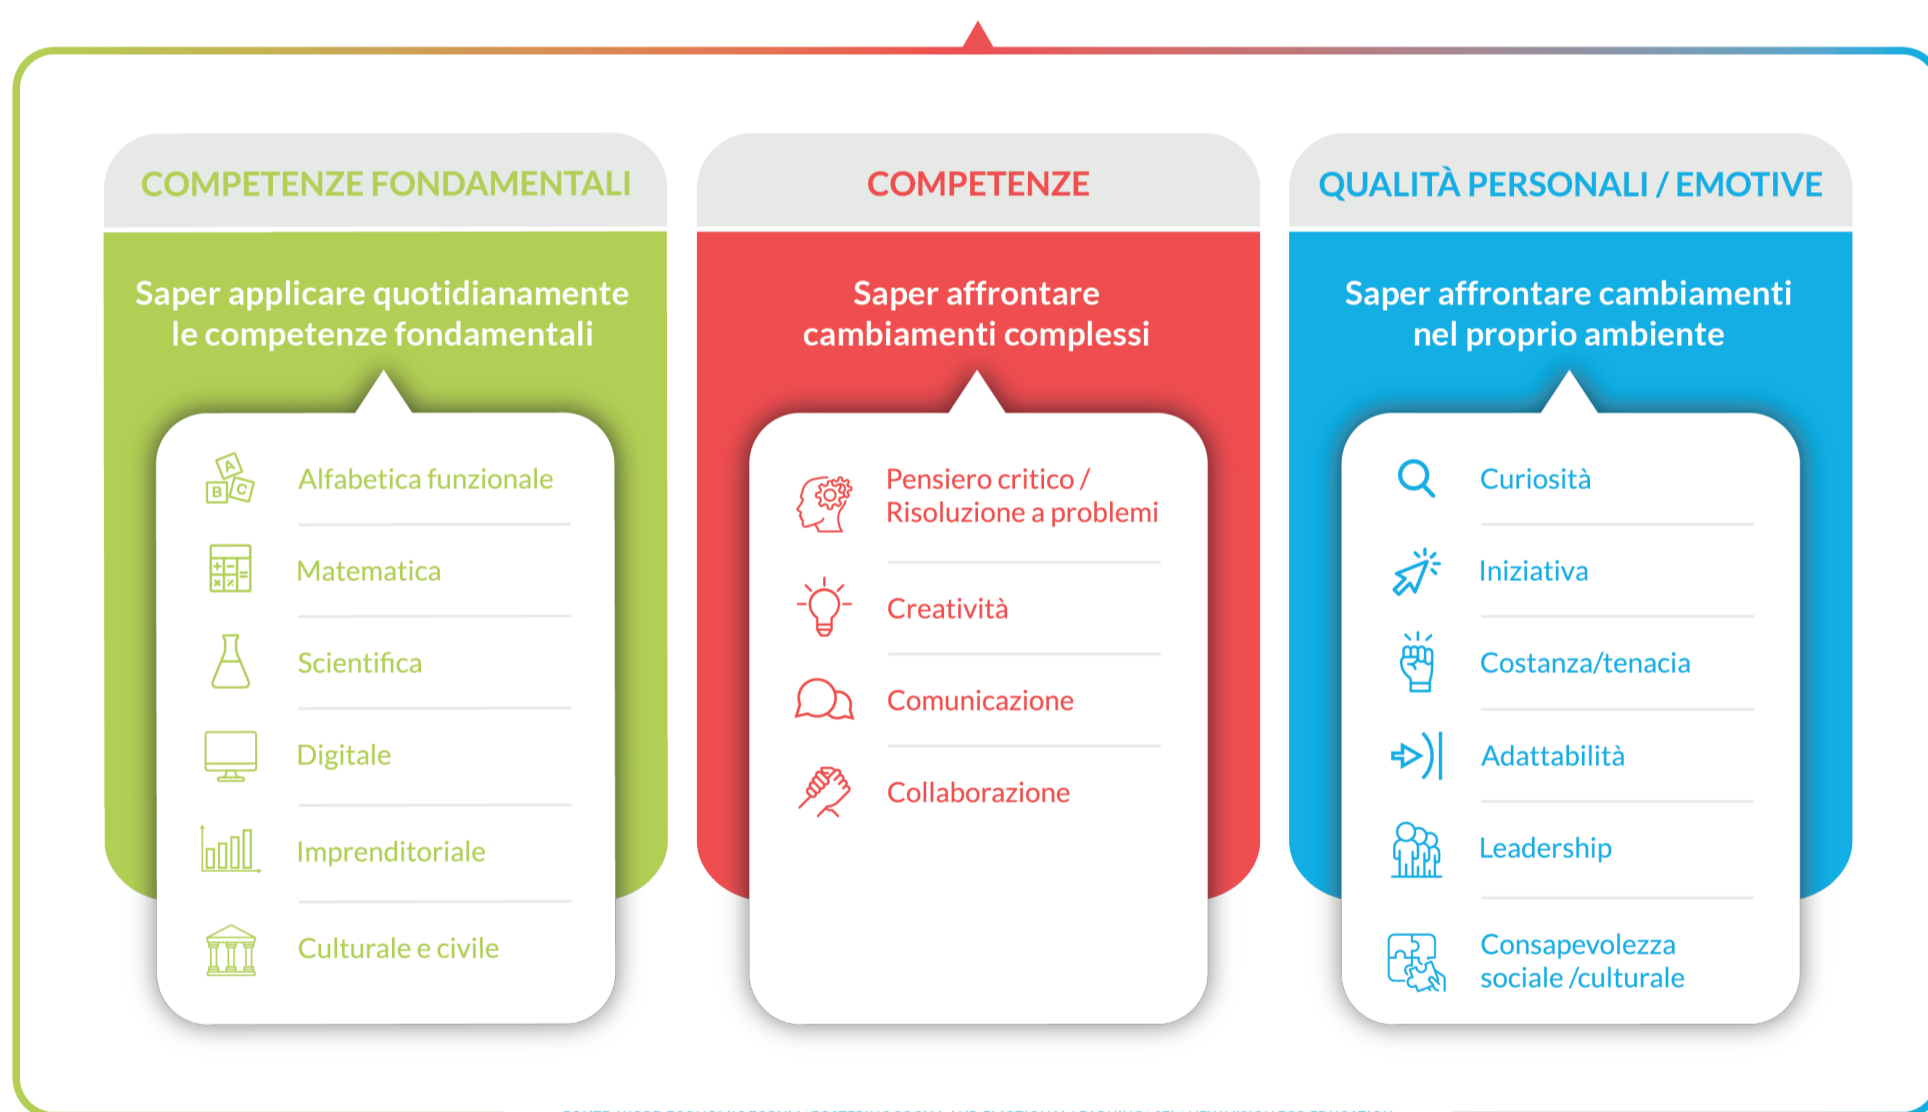 COMPETENZE FONDAMENTALI
Saper applicare quotidianamente
le competenze fondamentali
A
B
C
Alfabetica funzionale
Matematica
Scientifica
Digitale
Imprenditoriale
Culturale e civile
COMPETENZE
Saper affrontare
cambiamenti complessi
Pensiero critico /
Risoluzione a problemi
Creatività
Comunicazione
Collaborazione
QUALITÀ PERSONALI / EMOTIVE
Saper affrontare cambiamenti
nel proprio ambiente
Curiosità
Iniziativa
Costanza/tenacia
Adattabilità
Leadership
Consapevolezza
sociale /culturale